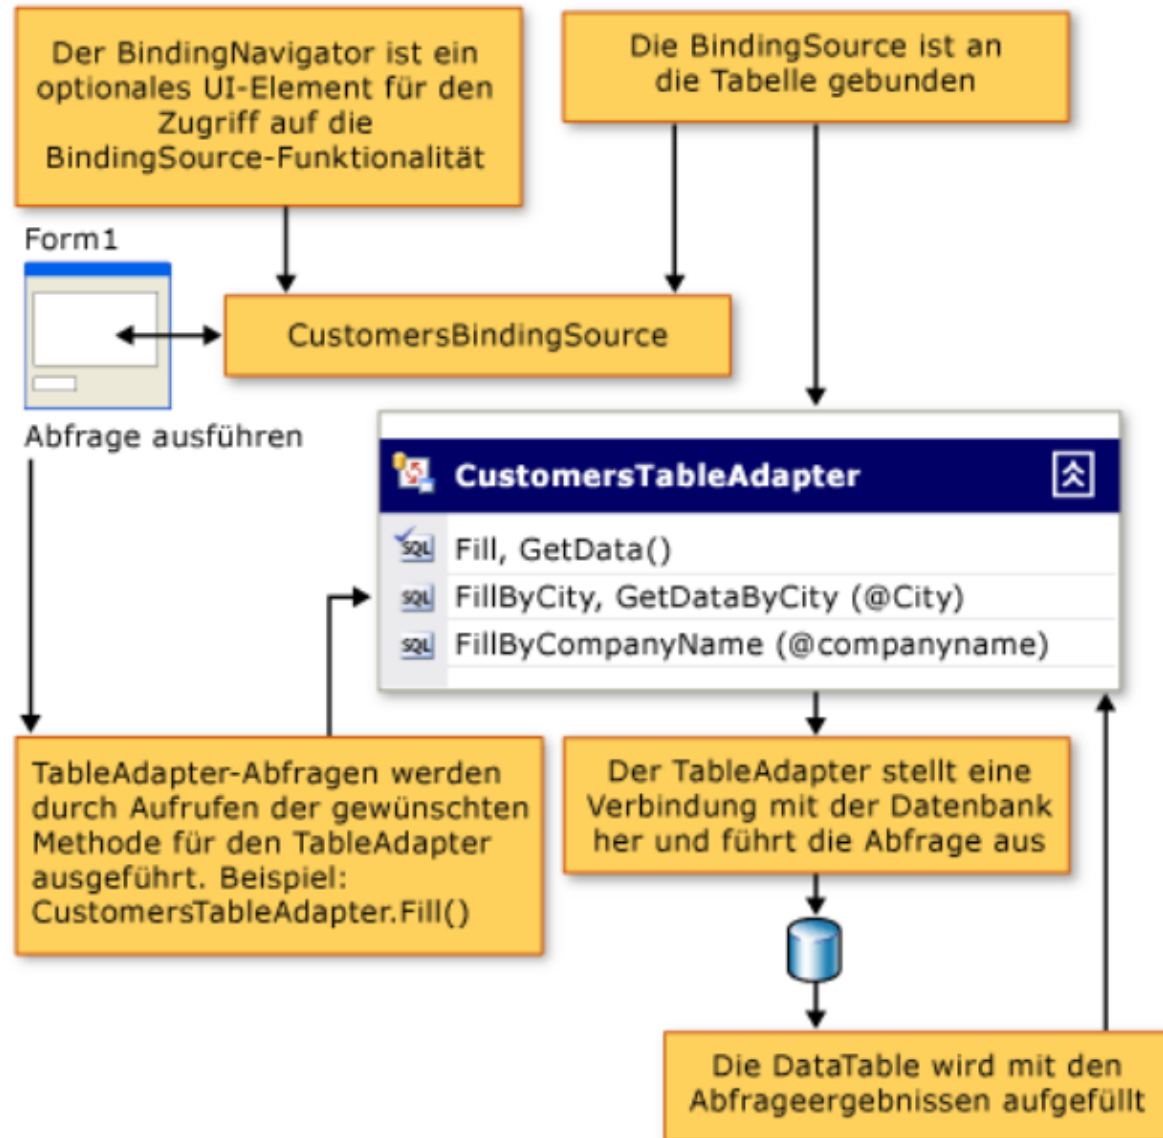 Der BindingNavigator ist ein
optionales UI-Element für den
Zugriff auf die
BindingSource-Funktionalität
Die BindingSource ist an
die Tabelle gebunden
Form1
CustomersBindingSource
Abfrage ausführen
CustomersTableAdapter
SQL Fill, GetData()
SQL FillByCity, GetDataByCity (@City)
SQL FillByCompanyName (@companyname)
TableAdapter-Abfragen werden
durch Aufrufen der gewünschten
Methode für den TableAdapter
ausgeführt. Beispiel:
CustomersTableAdapter.Fill()
Der TableAdapter stellt eine
Verbindung mit der Datenbank
her und führt die Abfrage aus
Die DataTable wird mit den
Abfrageergebnissen aufgefüllt